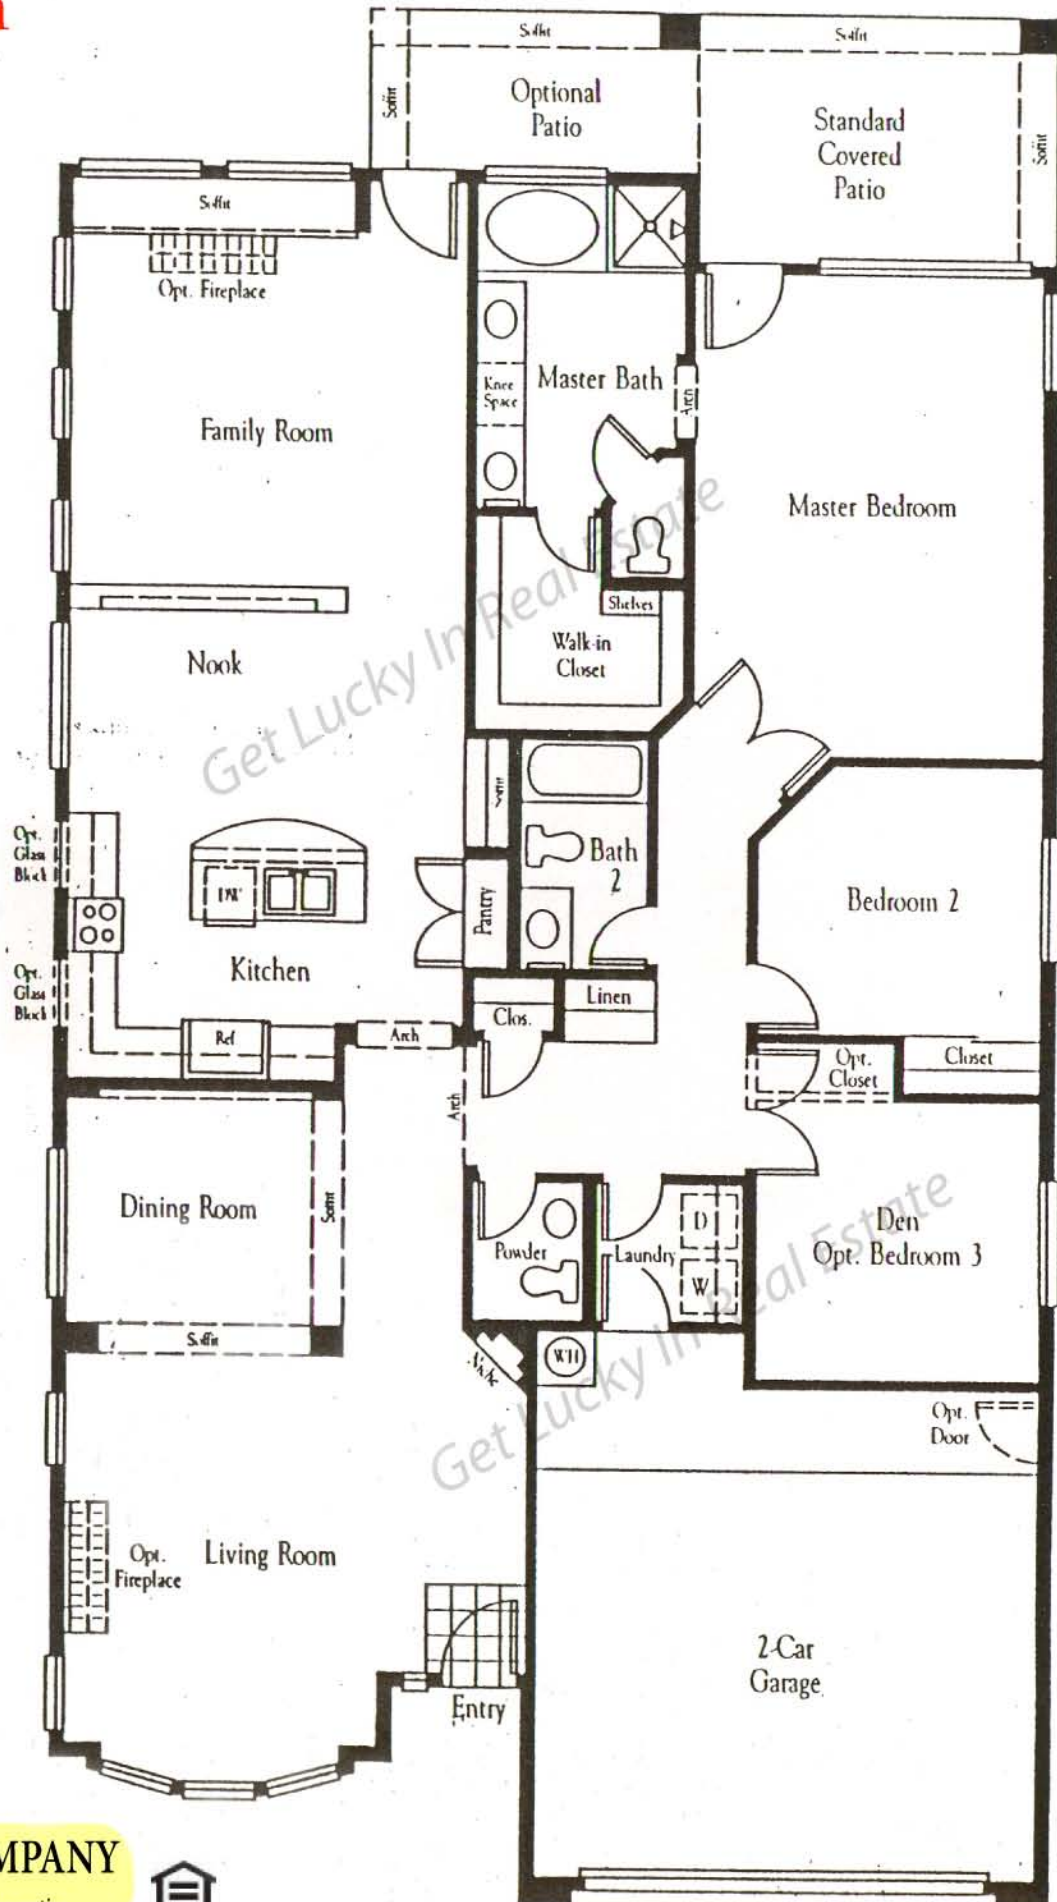 Soffit
Soffit
Soffit
Optional
Patio
Standard
Covered
Patio
Soffit
Soffit
Opt. Fireplace
Family Room
Knee
Space
Master Bath
Arch
Master Bedroom
Shelves
Walk-in
Closet
Nook
Get Lucky In Real Estate
Soffit
Opt.
Glass
Block
DW
Bath
2
Pantry
Bedroom 2
Kitchen
Opt.
Glass
Block
Linen
Clos.
Ref
Arch
Arch
Opt.
Closet
Closet
Dining Room
Soffit
Powder
Laundry
D
W
Den
Opt. Bedroom 3
Soffit
Niche
WH
Opt.
Door
Get Lucky In Real Estate
Opt.
Fireplace
Living Room
2-Car
Garage
Entry
MPANY